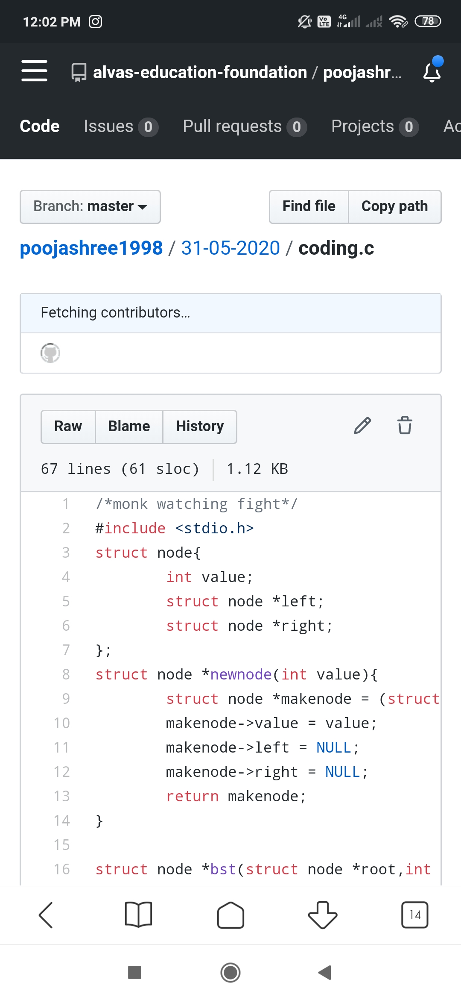 12:02 PM Vo LTE 4G 78
alvas-education-foundation / poojashr...
Code Issues 0 Pull requests 0 Projects 0 Ac
Branch: master Find file Copy path
poojashree1998 / 31-05-2020 / coding.c
Fetching contributors…
Raw Blame History
67 lines (61 sloc) 1.12 KB
1 /*monk watching fight*/
2 #include <stdio.h>
3 struct node{
4 int value;
5 struct node *left;
6 struct node *right;
7 };
8 struct node *newnode(int value){
9 struct node *makenode = (struct
10 makenode->value = value;
11 makenode->left = NULL;
12 makenode->right = NULL;
13 return makenode;
14 }
15
16 struct node *bst(struct node *root,int
14